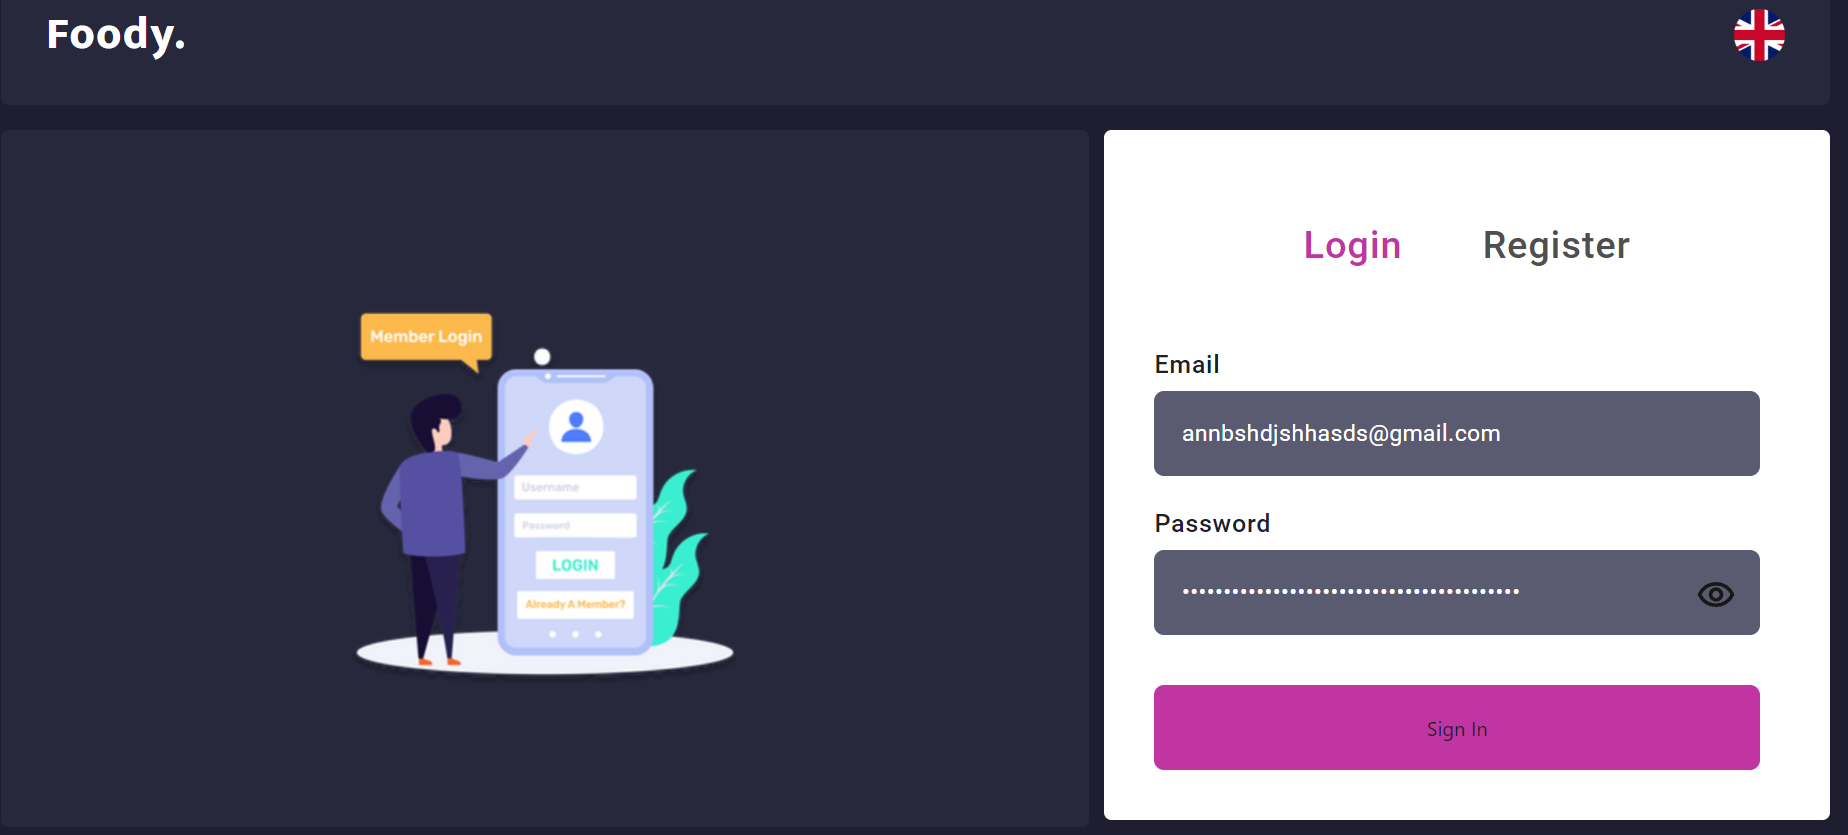 Foody.
Member Login
Username
Password
LOGIN
Already A Member?
Login Register
Email
annbshdjshhasds@gmail.com
Password
•••••••••••••••••••••••••••••••••••••••••
Sign In